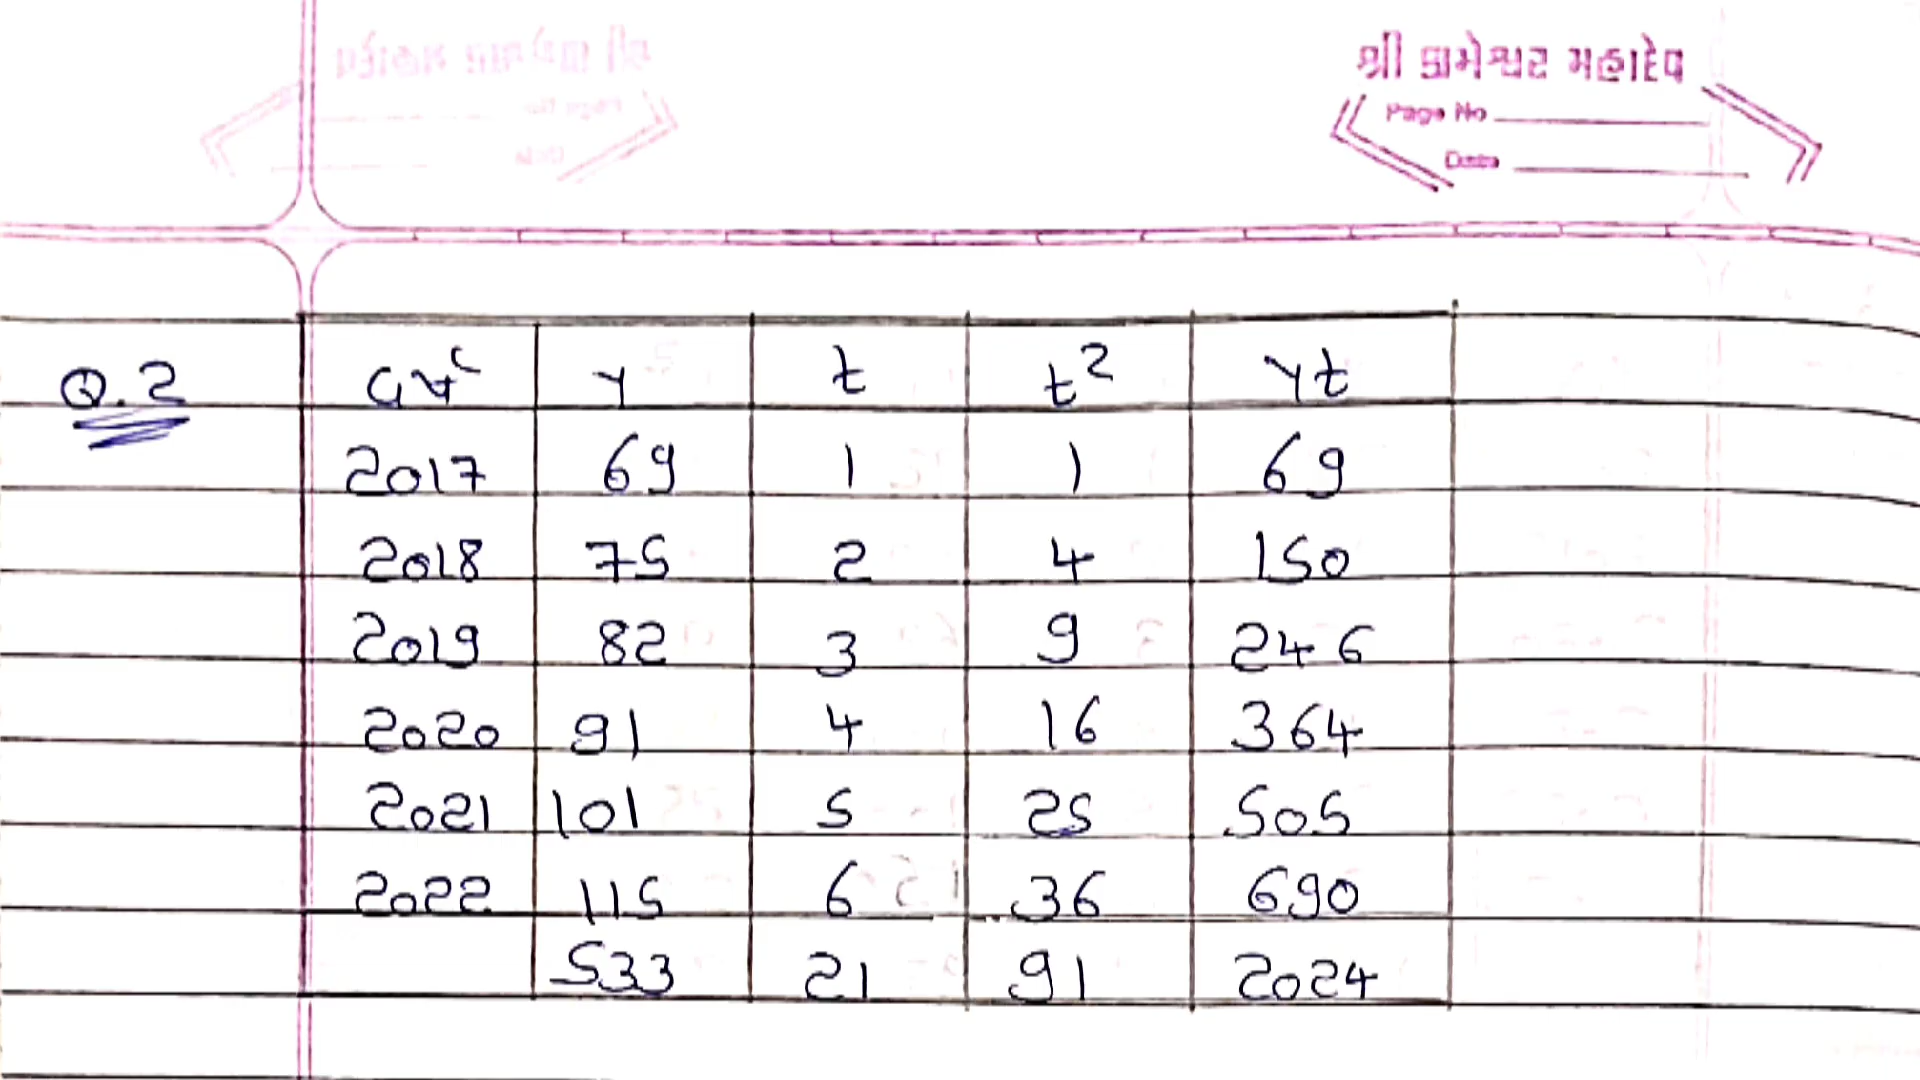 શ્રી કામેશ્વર મહાદેવ
Page No
Date
Q.2 વર્ષ y t t² yt
2017 69 1 1 69
2018 75 2 4 150
2019 82 3 9 246
2020 91 4 16 364
2021 101 5 25 505
2022 115 6 36 690
533 21 91 2024